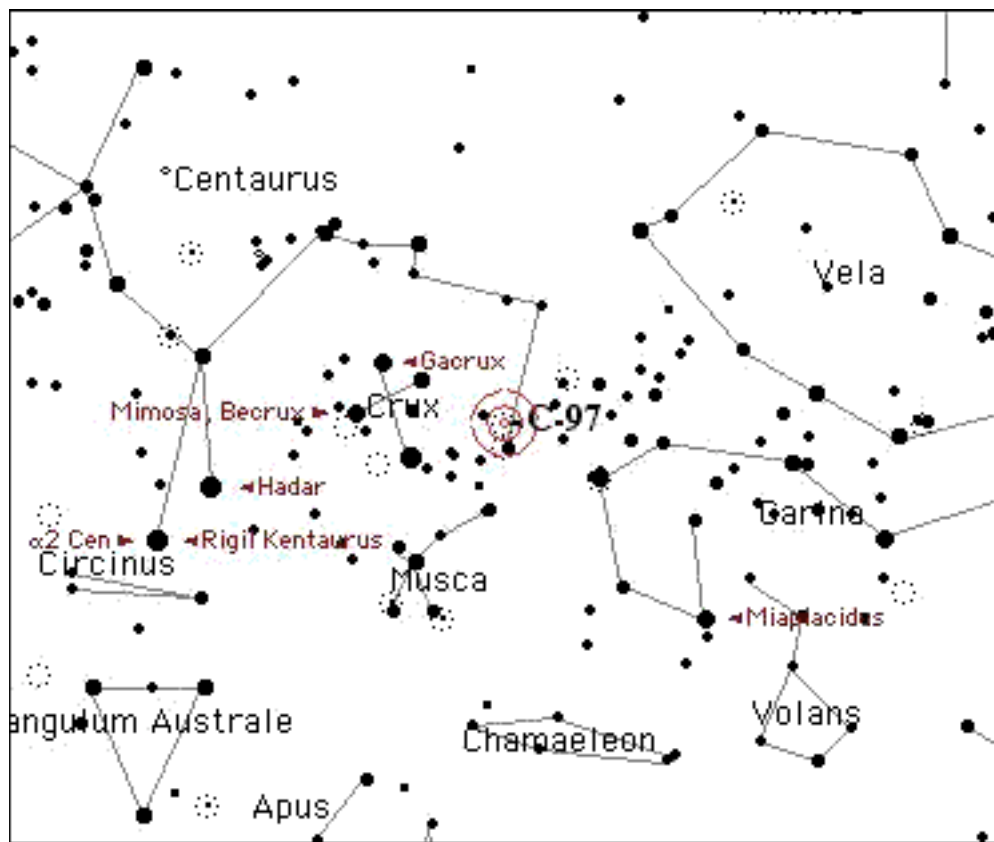 °Centaurus
Vela
◄Gacrux
Mimosa, Becrux ►
Crux
C-97
◄Hadar
Carina
α2 Cen ►
◄Rigil Kentaurus
Circinus
Musca
◄Miaplacidus
angulum Australe
Volans
Chamaeleon
Apus